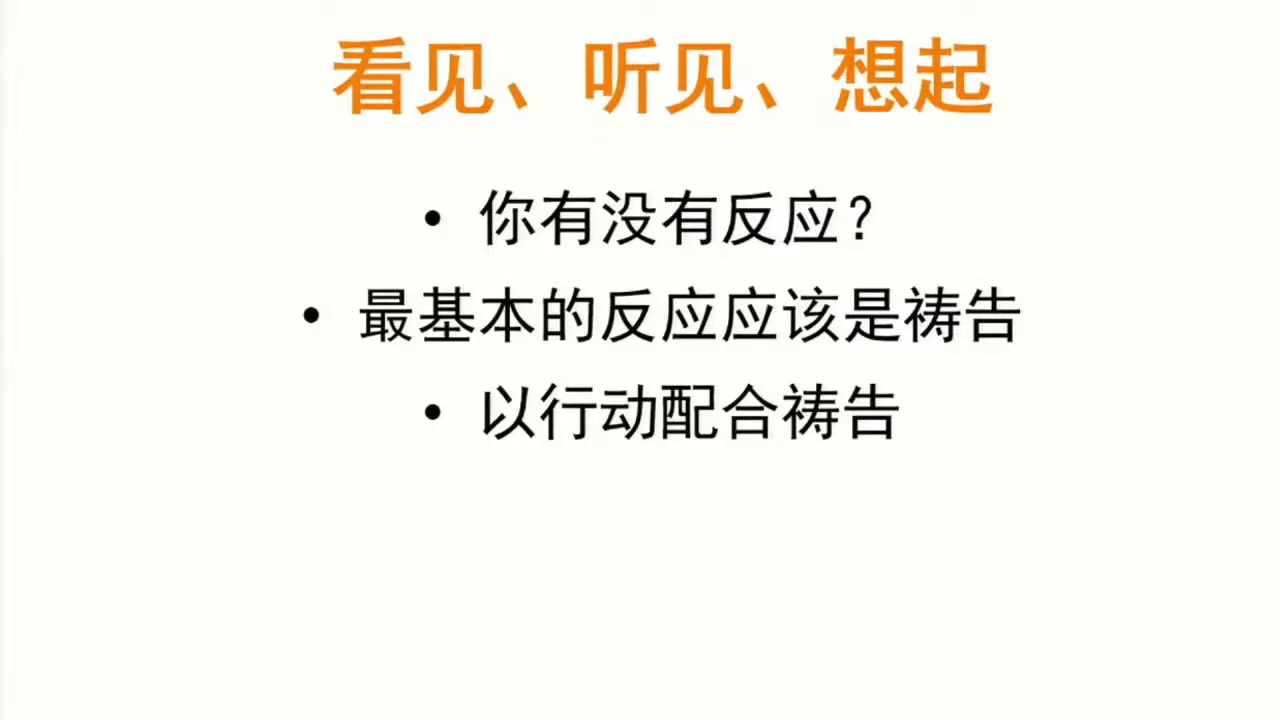 看见、听见、想起
• 你有没有反应？
• 最基本的反应应该是祷告
• 以行动配合祷告